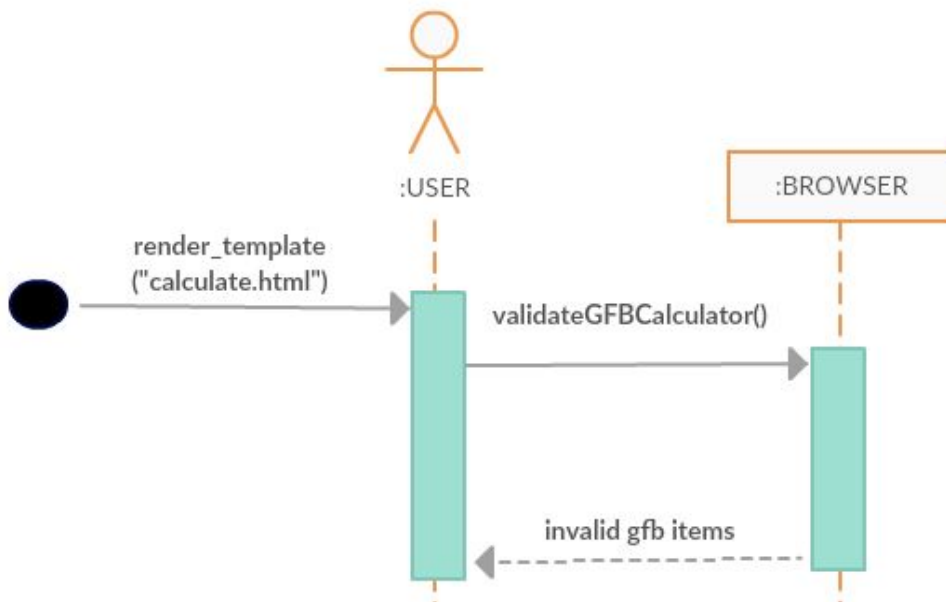 :USER
:BROWSER
render_template
("calculate.html")
validateGFBCalculator()
invalid gfb items